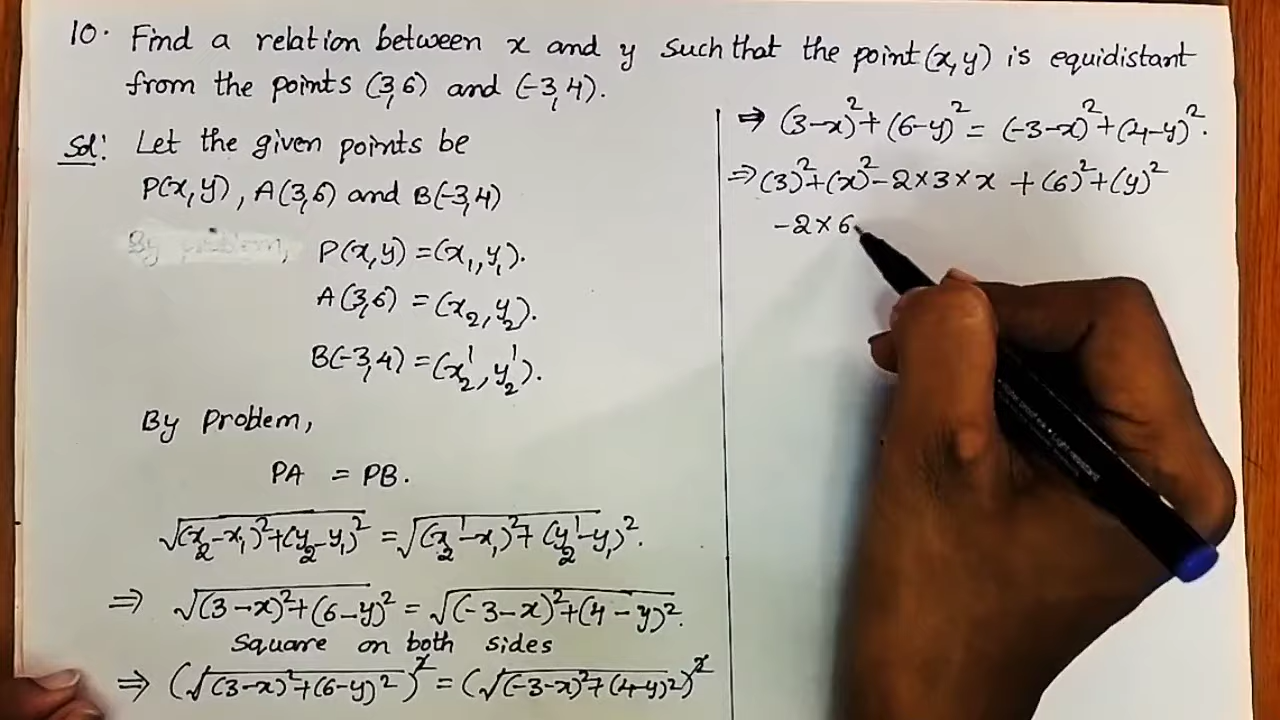 10. Find a relation between x and y such that the point (x, y) is equidistant
from the points (3,6) and (-3,4).
Sol: Let the given points be
P(x, y), A(3,6) and B(-3,4)
By problem,
P(x, y) = (x₁, y₁).
A(3,6) = (x₂, y₂).
B(-3,4) = (x₂', y₂').
By Problem,
PA = PB.
√(x₂-x₁)²+(y₂-y₁)² = √(x₂'-x₁)²+(y₂'-y₁)².
⇒ √(3-x)²+(6-y)² = √(-3-x)²+(4-y)².
Square on both sides
⇒ (√(3-x)²+(6-y)²)² = (√(-3-x)²+(4-y)²)²
⇒ (3-x)²+(6-y)² = (-3-x)²+(4-y)².
⇒ (3)²+(x)²-2×3×x +(6)²+(y)²
-2×6